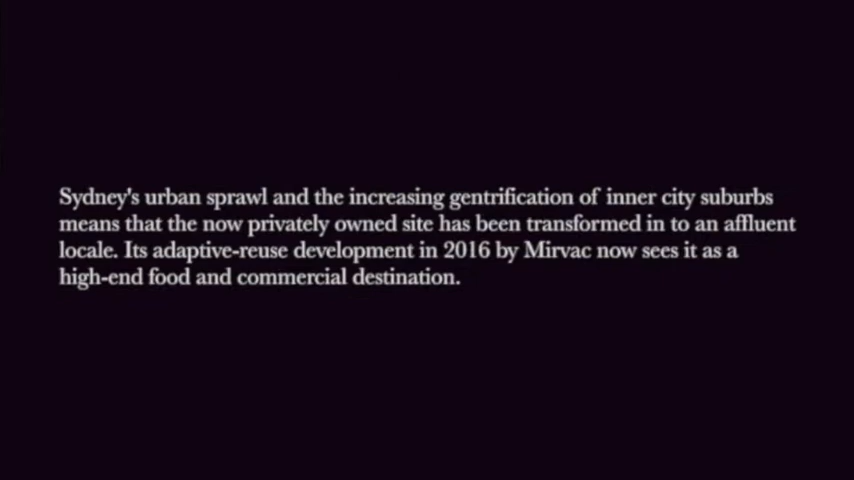 Sydney's urban sprawl and the increasing gentrification of inner city suburbs
means that the now privately owned site has been transformed in to an affluent
locale. Its adaptive-reuse development in 2016 by Mirvac now sees it as a
high-end food and commercial destination.